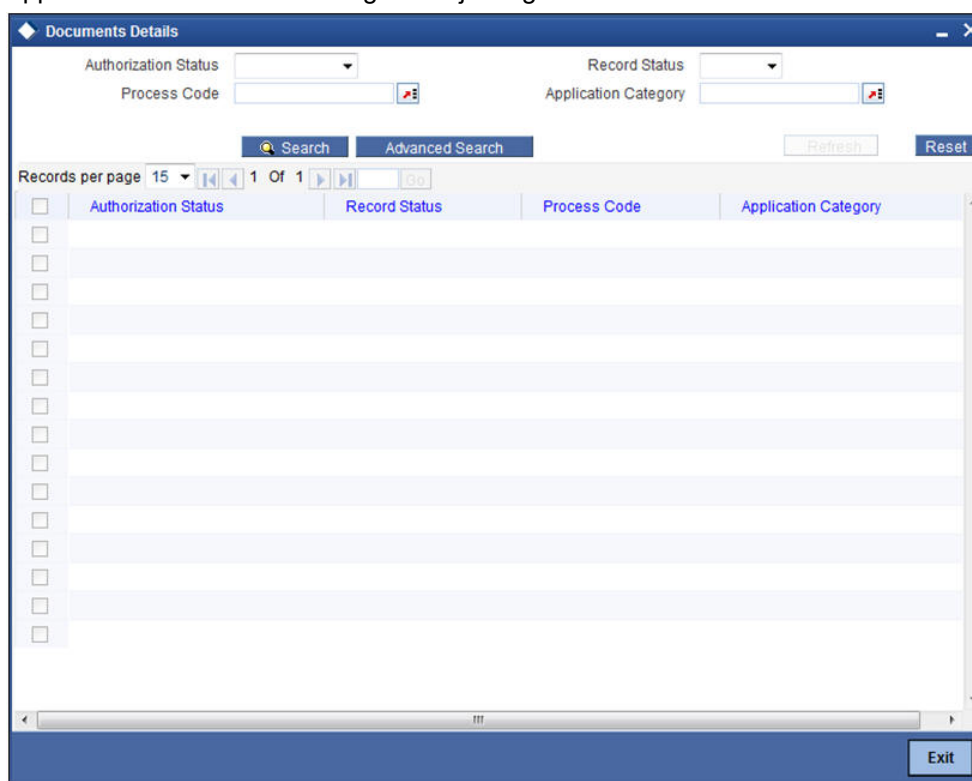 Documents Details
Authorization Status Record Status
Process Code Application Category
Search Advanced Search Refresh Reset
Records per page 15 1 Of 1 Go
Authorization Status Record Status Process Code Application Category
Exit